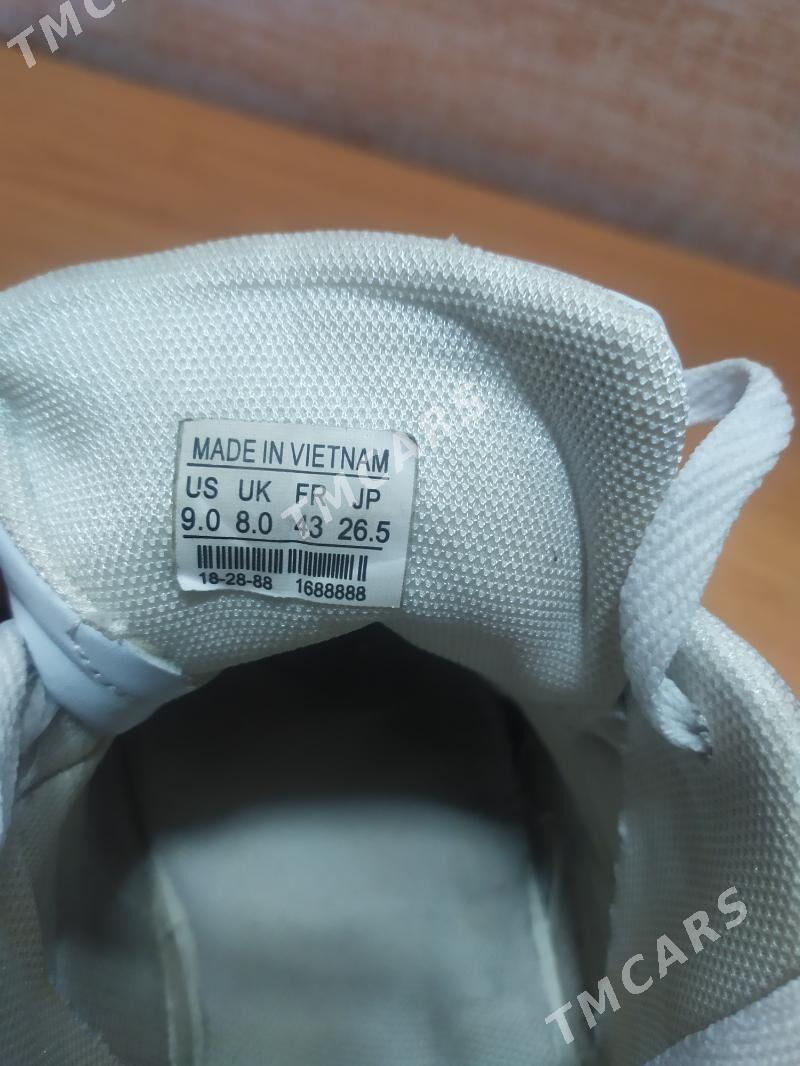 TMCARS
MADE IN VIETNAM
US UK FR JP
9.0 8.0 43 26.5
18-28-88 1688888
TMCARS
TMCARS